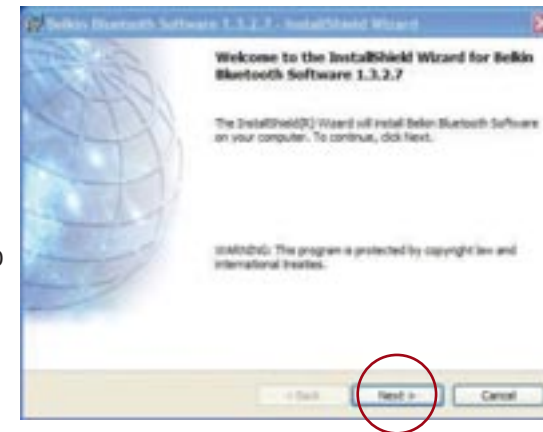 Belkin Bluetooth Software 1.3.2.7 - InstallShield Wizard
Welcome to the InstallShield Wizard for Belkin
Bluetooth Software 1.3.2.7
The InstallShield(R) Wizard will install Belkin Bluetooth Software
on your computer. To continue, click Next.
WARNING: This program is protected by copyright law and
international treaties.
< Back
Next >
Cancel